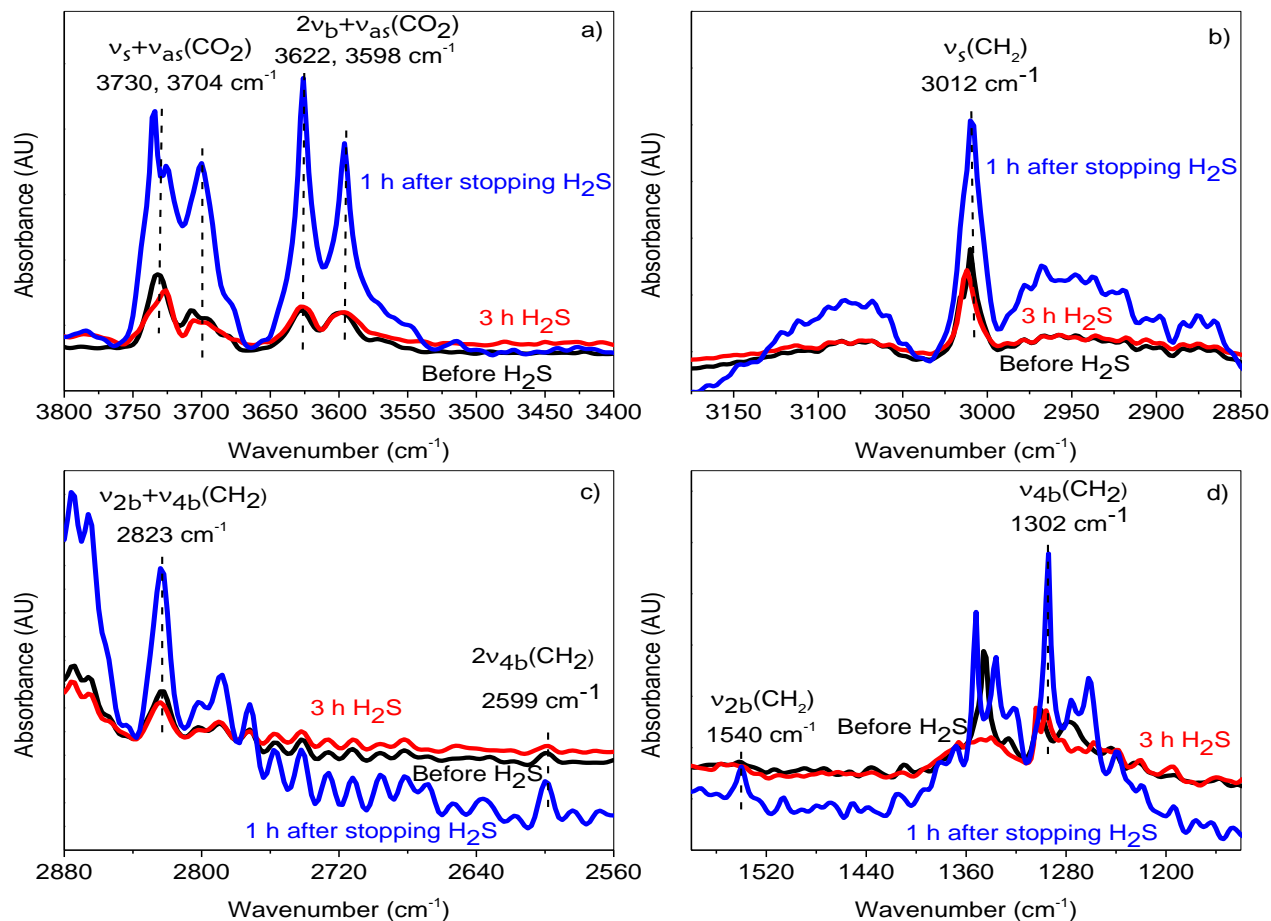 a)
νs+νas(CO2)
3730, 3704 cm-1
2νb+νas(CO2)
3622, 3598 cm-1
1 h after stopping H2S
3 h H2S
Before H2S
Absorbance (AU)
3800 3750 3700 3650 3600 3550 3500 3450 3400
Wavenumber (cm-1)
b)
νs(CH2)
3012 cm-1
1 h after stopping H2S
3 h H2S
Before H2S
Absorbance (AU)
3150 3100 3050 3000 2950 2900 2850
Wavenumber (cm-1)
c)
ν2b+ν4b(CH2)
2823 cm-1
2ν4b(CH2)
2599 cm-1
3 h H2S
Before H2S
1 h after stopping H2S
Absorbance (AU)
2880 2800 2720 2640 2560
Wavenumber (cm-1)
d)
ν4b(CH2)
1302 cm-1
ν2b(CH2)
1540 cm-1
Before H2S
3 h H2S
1 h after stopping H2S
Absorbance (AU)
1520 1440 1360 1280 1200
Wavenumber (cm-1)